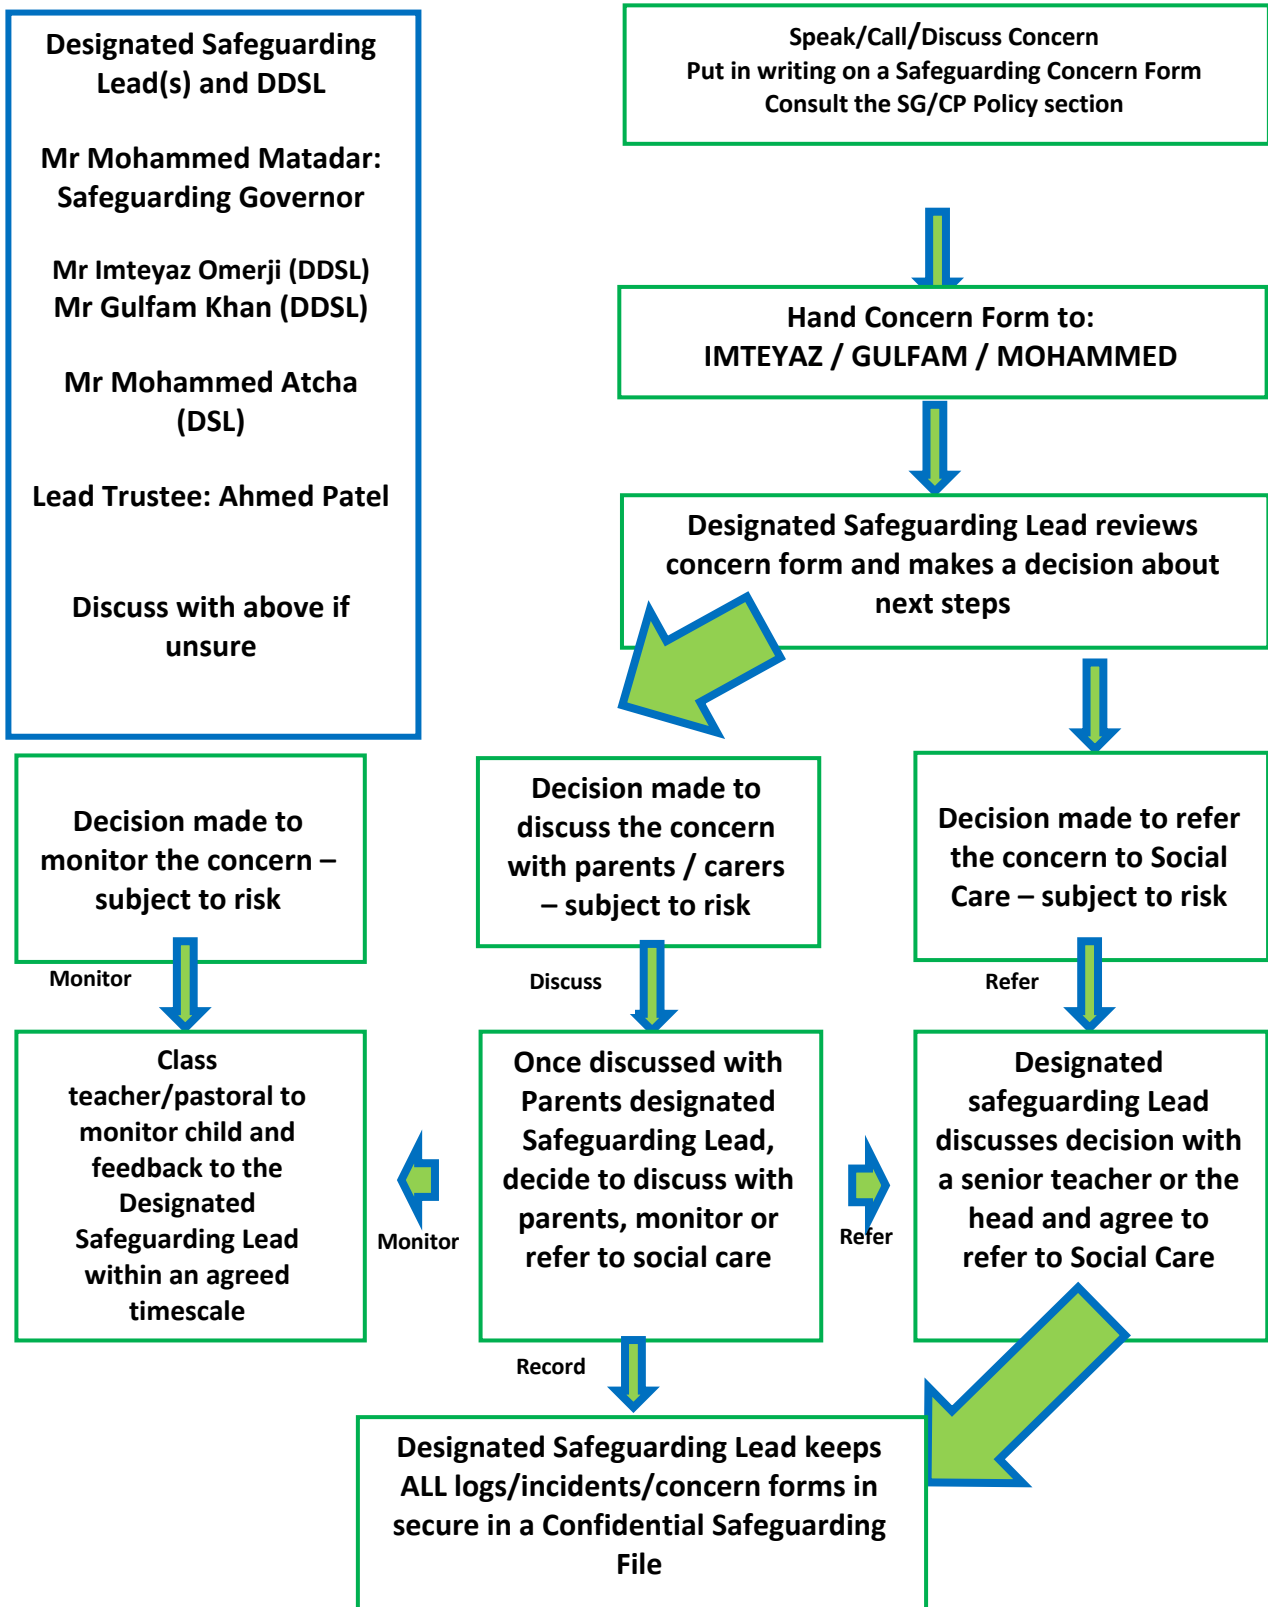 Designated Safeguarding
Lead(s) and DDSL
Mr Mohammed Matadar:
Safeguarding Governor
Mr Imteyaz Omerji (DDSL)
Mr Gulfam Khan (DDSL)
Mr Mohammed Atcha
(DSL)
Lead Trustee: Ahmed Patel
Discuss with above if
unsure
Speak/Call/Discuss Concern
Put in writing on a Safeguarding Concern Form
Consult the SG/CP Policy section
Hand Concern Form to:
IMTEYAZ / GULFAM / MOHAMMED
Designated Safeguarding Lead reviews
concern form and makes a decision about
next steps
Decision made to
monitor the concern –
subject to risk
Decision made to
discuss the concern
with parents / carers
– subject to risk
Decision made to refer
the concern to Social
Care – subject to risk
Monitor
Discuss
Refer
Class
teacher/pastoral to
monitor child and
feedback to the
Designated
Safeguarding Lead
within an agreed
timescale
Monitor
Once discussed with
Parents designated
Safeguarding Lead,
decide to discuss with
parents, monitor or
refer to social care
Refer
Designated
safeguarding Lead
discusses decision with
a senior teacher or the
head and agree to
refer to Social Care
Record
Designated Safeguarding Lead keeps
ALL logs/incidents/concern forms in
secure in a Confidential Safeguarding
File